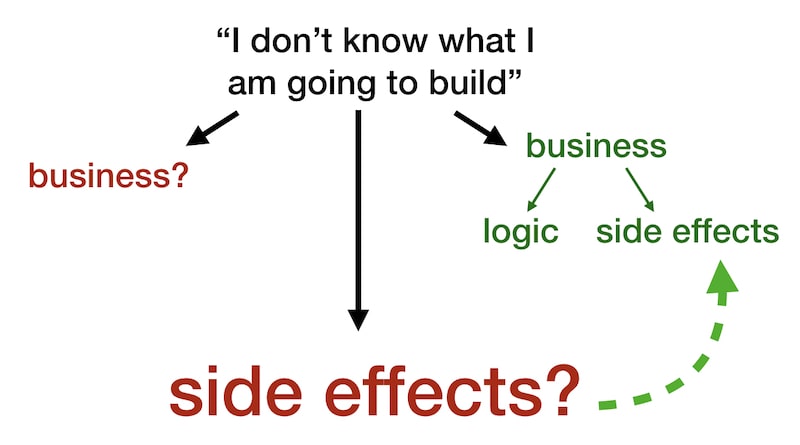 “I don’t know what I
am going to build”
business?
business
logic
side effects
side effects?